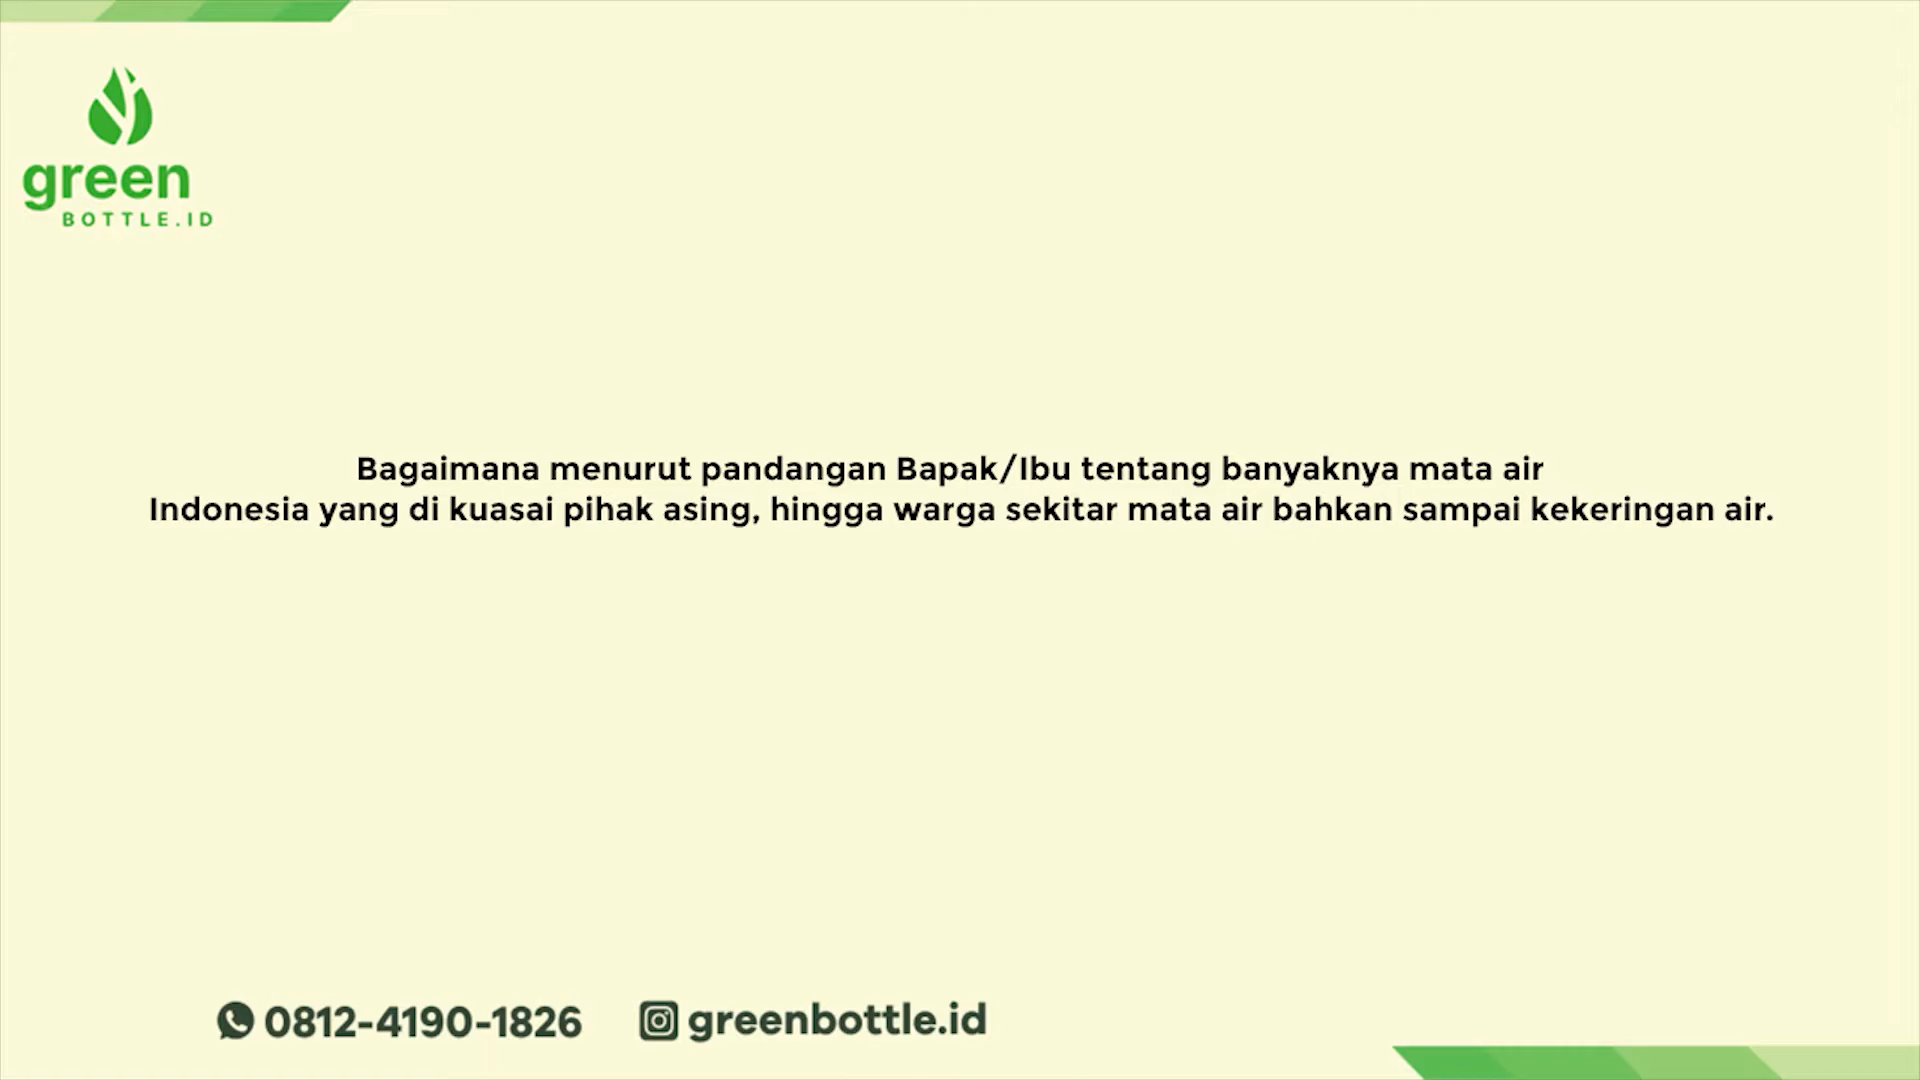 green
BOTTLE.ID
Bagaimana menurut pandangan Bapak/Ibu tentang banyaknya mata air
Indonesia yang di kuasai pihak asing, hingga warga sekitar mata air bahkan sampai kekeringan air.
0812-4190-1826 greenbottle.id